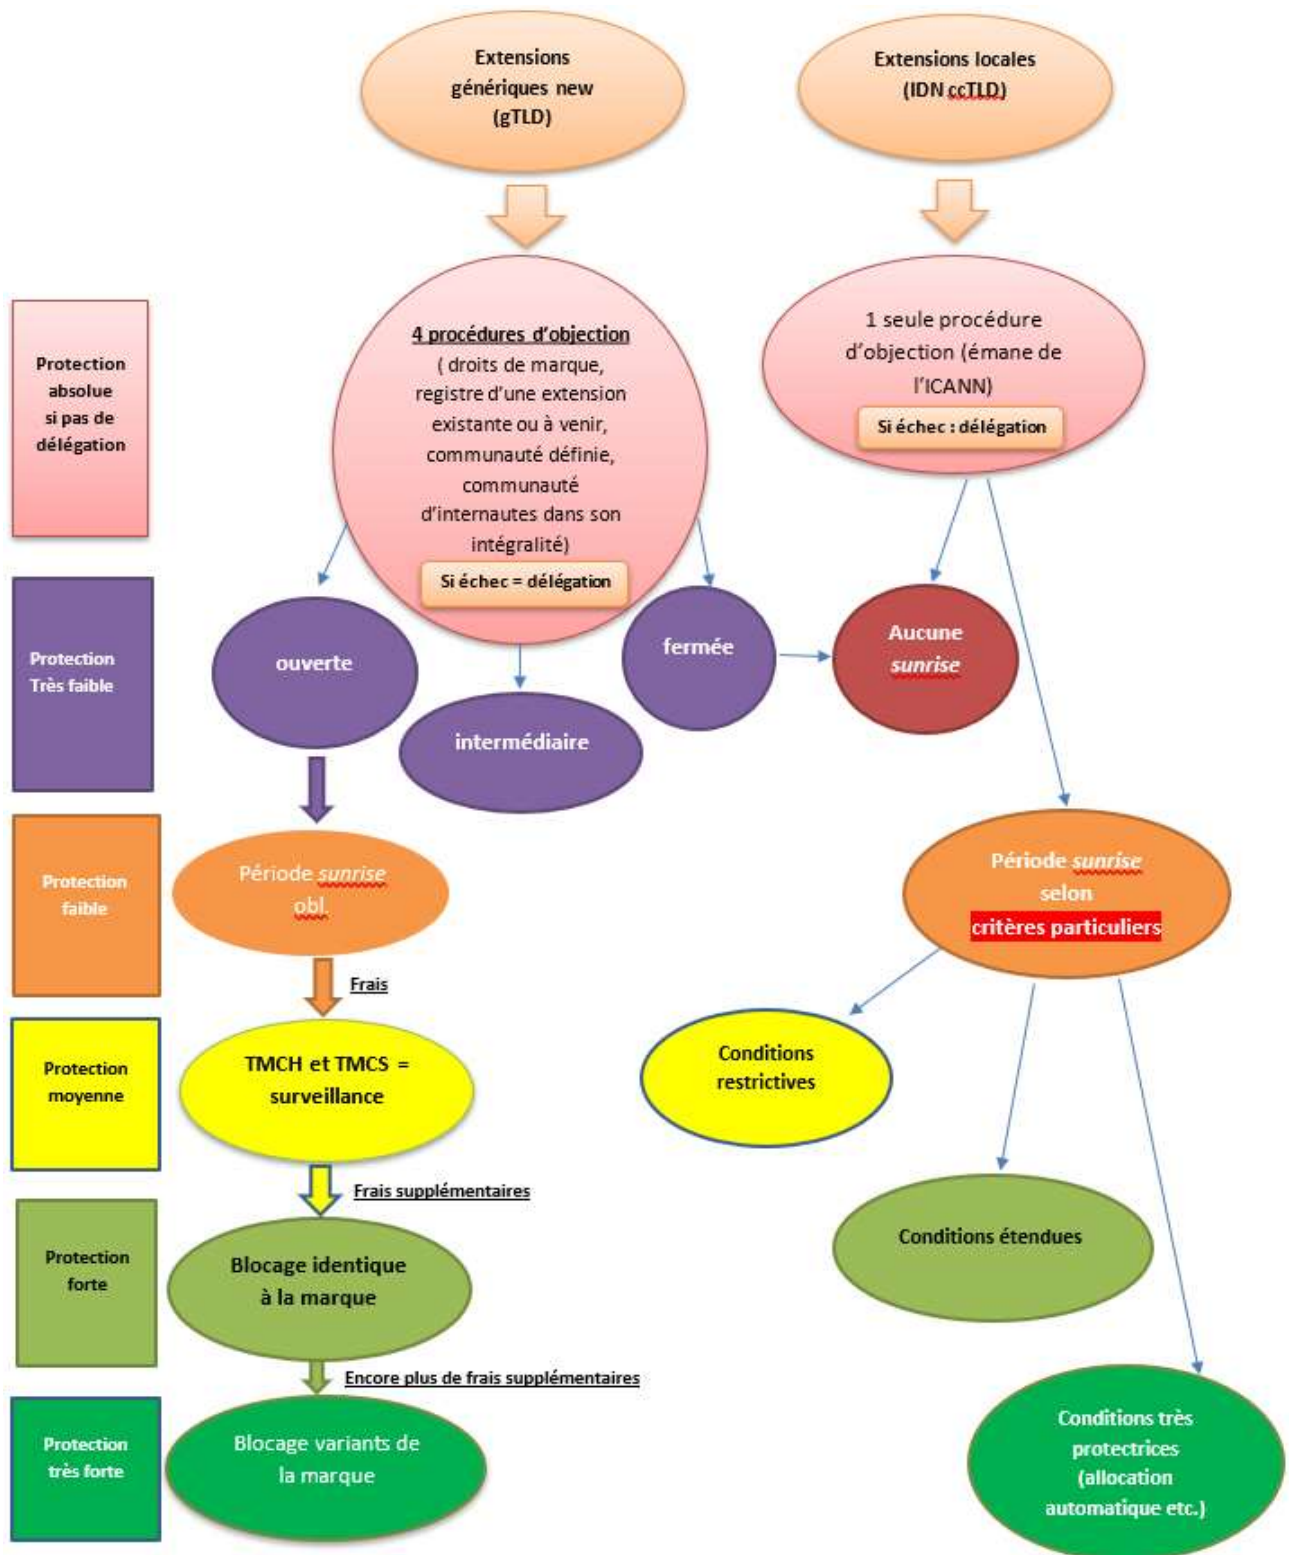 Extensions
génériques new
(gTLD)
Extensions locales
(IDN ccTLD)
Protection
absolue
si pas de
délégation
4 procédures d'objection
( droits de marque,
registre d'une extension
existante ou à venir,
communauté définie,
communauté
d'internautes dans son
intégralité)
Si échec = délégation
1 seule procédure
d'objection (émane de
l'ICANN)
Si échec : délégation
Protection
Très faible
ouverte
intermédiaire
fermée
Aucune
sunrise
Protection
faible
Période sunrise
obl.
Période sunrise
selon
critères particuliers
Frais
Protection
moyenne
TMCH et TMCS =
surveillance
Conditions
restrictives
Frais supplémentaires
Protection
forte
Blocage identique
à la marque
Conditions étendues
Encore plus de frais supplémentaires
Protection
très forte
Blocage variants de
la marque
Conditions très
protectrices
(allocation
automatique etc.)